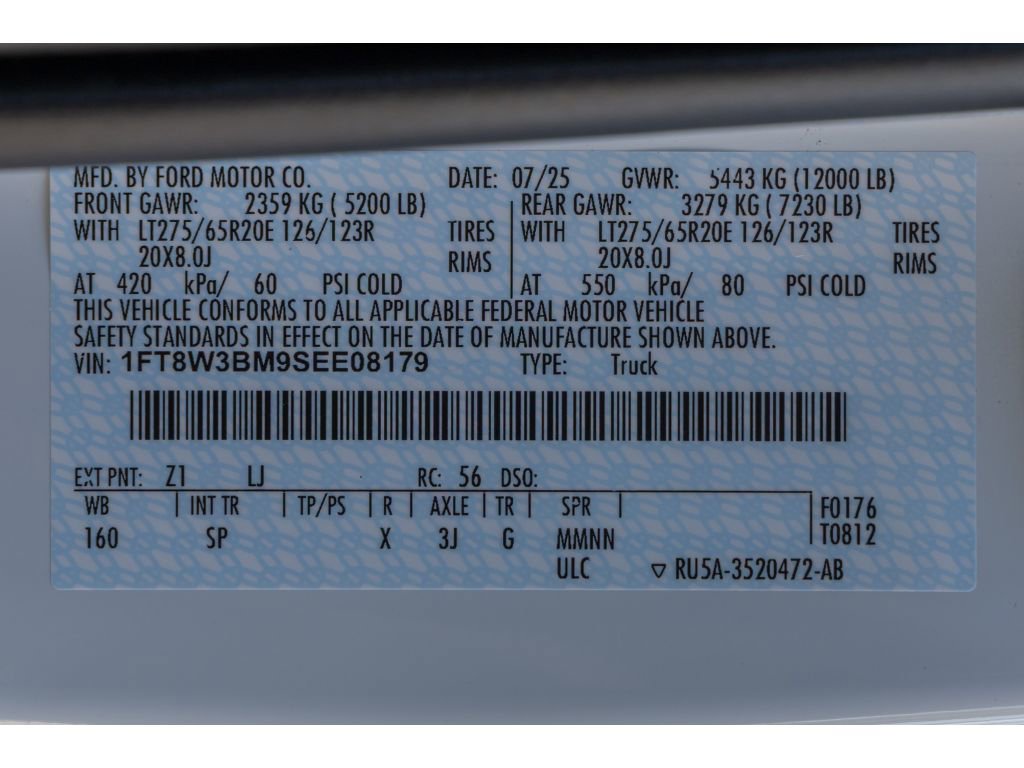 MFD. BY FORD MOTOR CO. DATE: 07/25 GVWR: 5443 KG (12000 LB)
FRONT GAWR: 2359 KG ( 5200 LB) REAR GAWR: 3279 KG ( 7230 LB)
WITH LT275/65R20E 126/123R TIRES WITH LT275/65R20E 126/123R TIRES
20X8.0J RIMS 20X8.0J RIMS
AT 420 kPa/ 60 PSI COLD AT 550 kPa/ 80 PSI COLD
THIS VEHICLE CONFORMS TO ALL APPLICABLE FEDERAL MOTOR VEHICLE
SAFETY STANDARDS IN EFFECT ON THE DATE OF MANUFACTURE SHOWN ABOVE.
VIN: 1FT8W3BM9SEE08179 TYPE: Truck
EXT PNT: Z1 LJ RC: 56 DSO:
WB INT TR TP/PS R AXLE TR SPR F0176
160 SP X 3J G MMNN T0812
ULC ▽ RU5A-3520472-AB